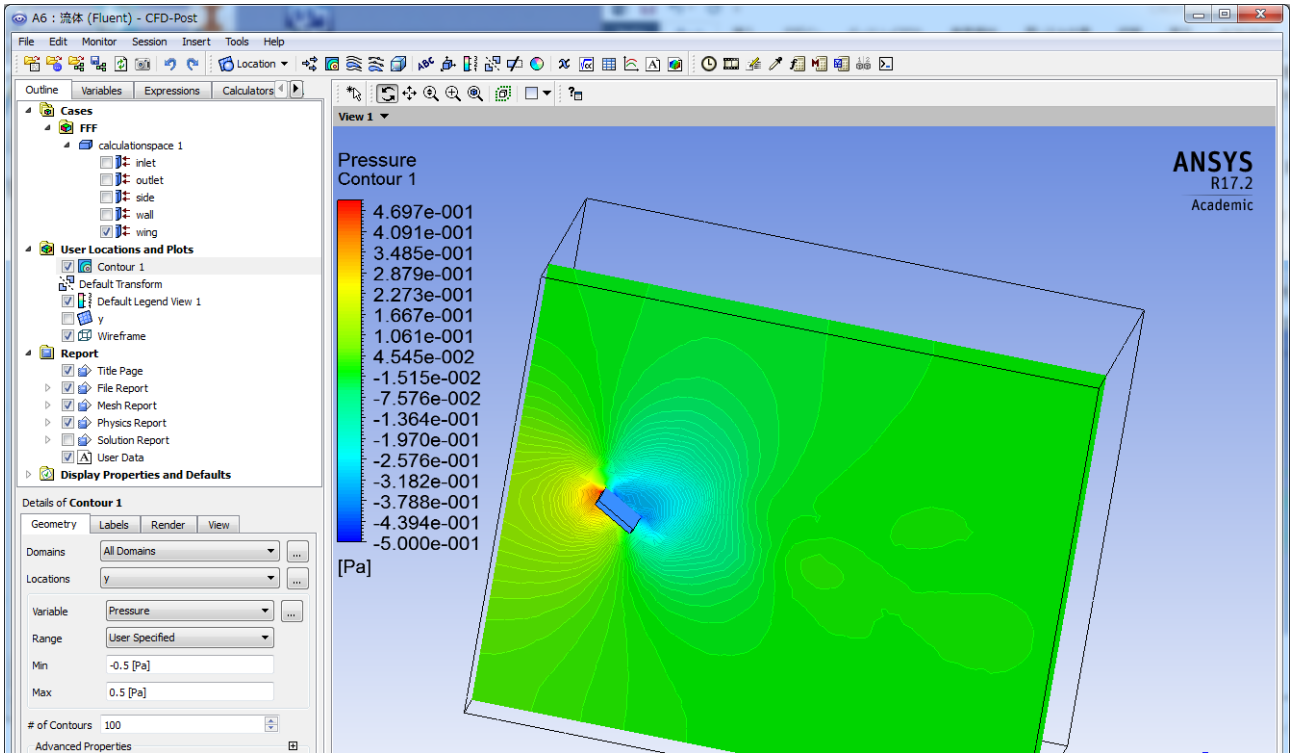 A6 : 流体 (Fluent) - CFD-Post
File Edit Monitor Session Insert Tools Help
Location
Outline Variables Expressions Calculators
View 1
Cases
FFF
calculationspace 1
inlet
outlet
side
wall
wing
User Locations and Plots
Contour 1
Default Transform
Default Legend View 1
y
Wireframe
Report
Title Page
File Report
Mesh Report
Physics Report
Solution Report
User Data
Display Properties and Defaults
Details of Contour 1
Geometry Labels Render View
Domains All Domains ...
Locations y ...
Variable Pressure ...
Range User Specified
Min -0.5 [Pa]
Max 0.5 [Pa]
# of Contours 100
Advanced Properties
Pressure
Contour 1
4.697e-001
4.091e-001
3.485e-001
2.879e-001
2.273e-001
1.667e-001
1.061e-001
4.545e-002
-1.515e-002
-7.576e-002
-1.364e-001
-1.970e-001
-2.576e-001
-3.182e-001
-3.788e-001
-4.394e-001
-5.000e-001
[Pa]
ANSYS
R17.2
Academic